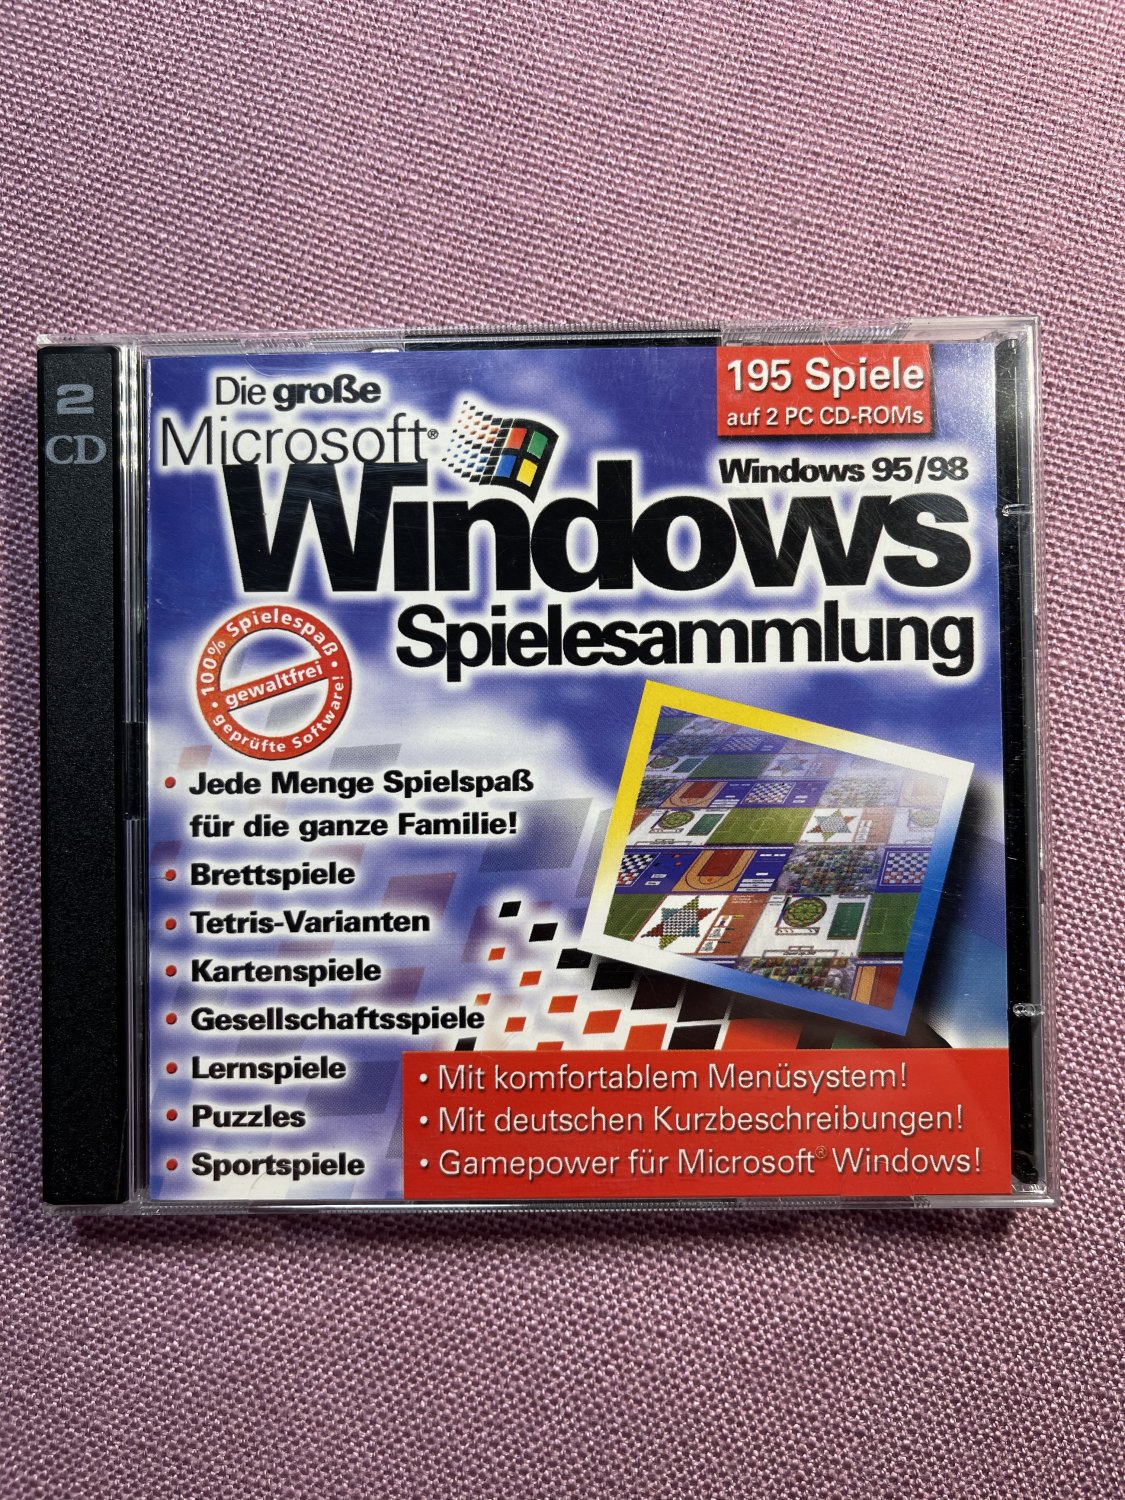 2
CD
Die große
Microsoft®
Windows
Spielesammlung
195 Spiele
auf 2 PC CD-ROMs
Windows 95/98
100% Spielespaß
gewaltfrei
geprüfte Software!
• Jede Menge Spielspaß
für die ganze Familie!
• Brettspiele
• Tetris-Varianten
• Kartenspiele
• Gesellschaftsspiele
• Lernspiele
• Puzzles
• Sportspiele
• Mit komfortablem Menüsystem!
• Mit deutschen Kurzbeschreibungen!
• Gamepower für Microsoft® Windows!